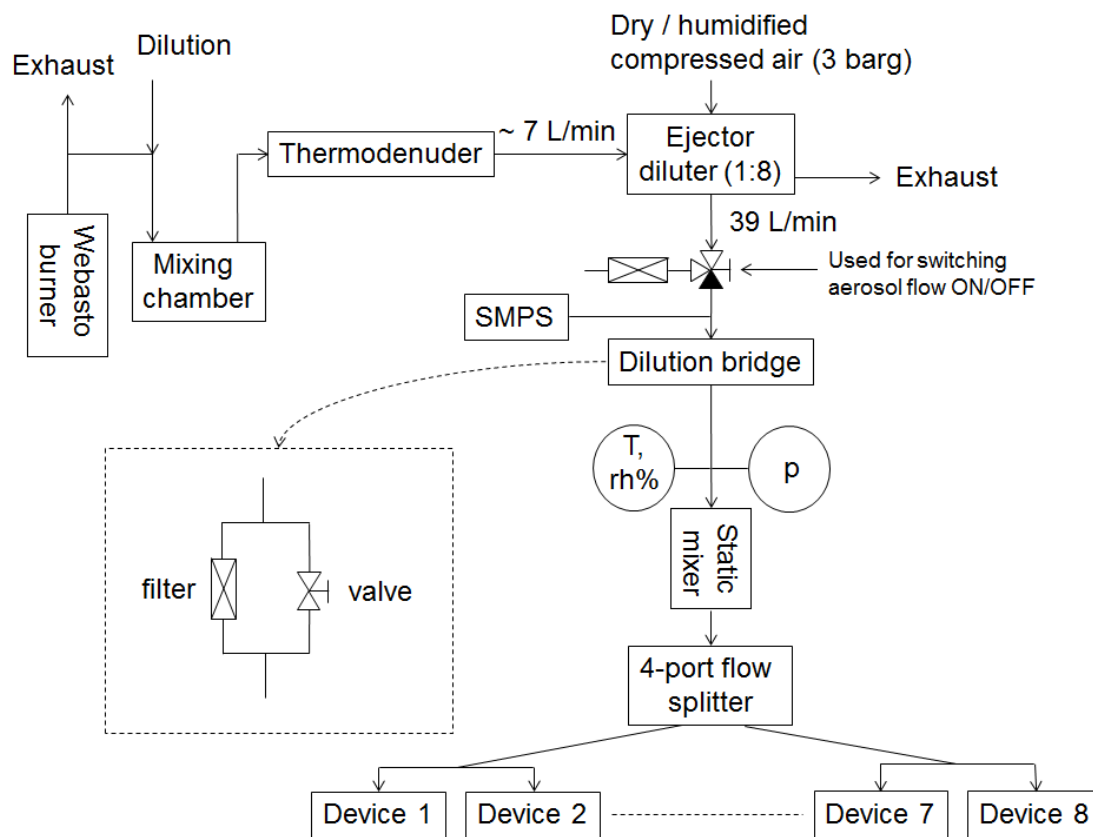 Dry / humidified
compressed air (3 barg)
Dilution
Exhaust
~ 7 L/min
Thermodenuder
Ejector
diluter (1:8)
Exhaust
39 L/min
Webasto
burner
Mixing
chamber
Used for switching
aerosol flow ON/OFF
SMPS
Dilution bridge
T,
rh%
p
Static
mixer
filter
valve
4-port flow
splitter
Device 1
Device 2
Device 7
Device 8